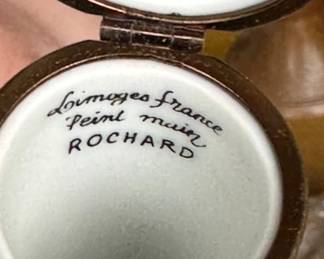 Limoges france
Peint main
ROCHARD